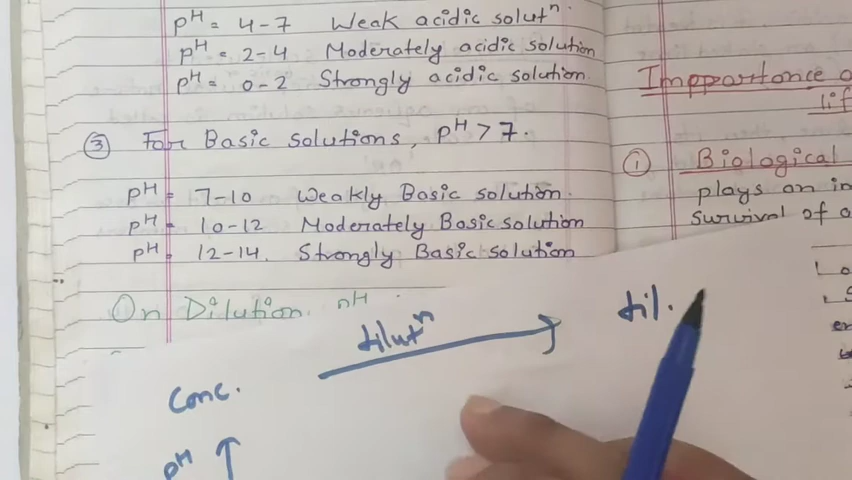 pH = 4-7 Weak acidic solutn.
pH = 2-4 Moderately acidic solution
pH = 0-2 Strongly acidic solution.
③ For Basic solutions, pH > 7.
pH = 7-10 Weakly Basic solution.
pH = 10-12 Moderately Basic solution
pH = 12-14. Strongly Basic solution
On Dilution. pH
Imppartance
lif
① Biological
plays an in
Survival of a
dilutn
dil.
Conc.
pH ↑